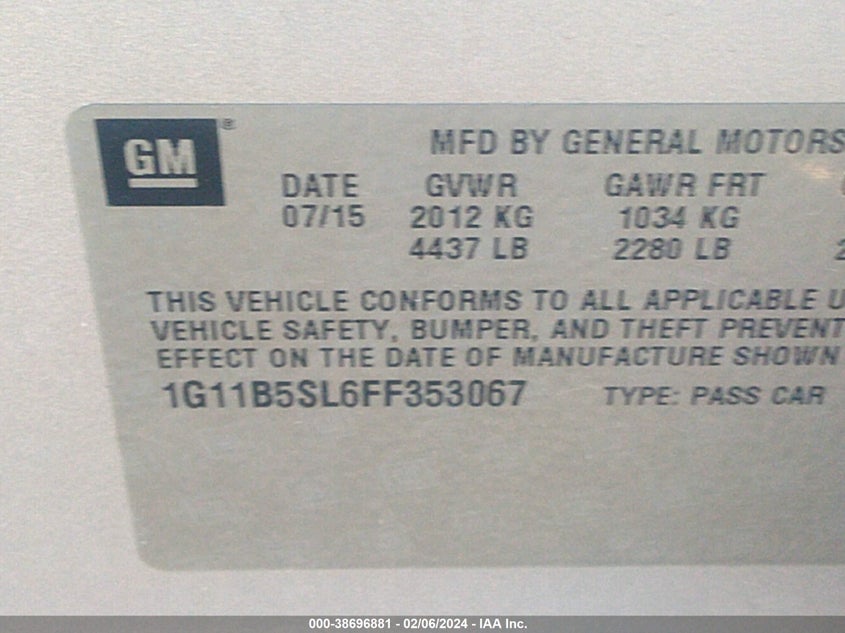 GM®
MFD BY GENERAL MOTORS
DATE GVWR GAWR FRT
07/15 2012 KG 1034 KG
4437 LB 2280 LB 2
THIS VEHICLE CONFORMS TO ALL APPLICABLE U
VEHICLE SAFETY, BUMPER, AND THEFT PREVENT
EFFECT ON THE DATE OF MANUFACTURE SHOWN
1G11B5SL6FF353067 TYPE: PASS CAR
000-38696881 - 02/06/2024 - IAA Inc.